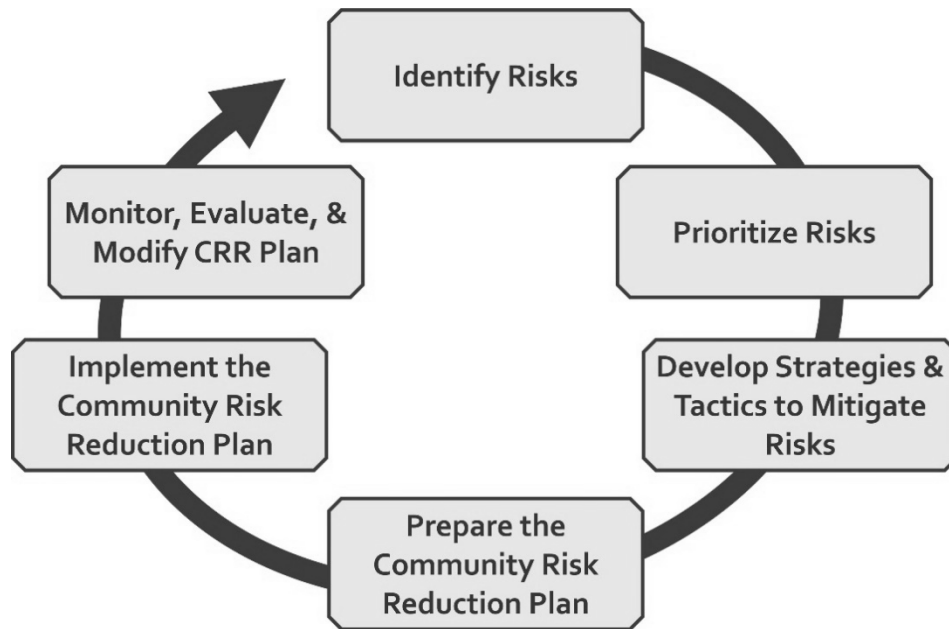 Identify Risks
Prioritize Risks
Develop Strategies &
Tactics to Mitigate
Risks
Prepare the
Community Risk
Reduction Plan
Implement the
Community Risk
Reduction Plan
Monitor, Evaluate, &
Modify CRR Plan